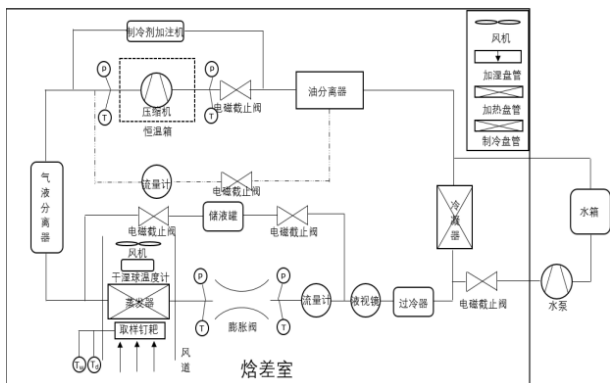 制冷剂加注机
风机
P
P
加湿盘管
压缩机
电磁截止阀
油分离器
加热盘管
T
T
恒温箱
制冷盘管
流量计
电磁截止阀
气液分离器
储液罐
冷凝器
水箱
电磁截止阀
电磁截止阀
风机
干湿球温度计
P
P
蒸发器
流量计
液视镜
过冷器
电磁截止阀
水泵
T
膨胀阀
T
取样钉耙
Tw
Td
风道
焓差室